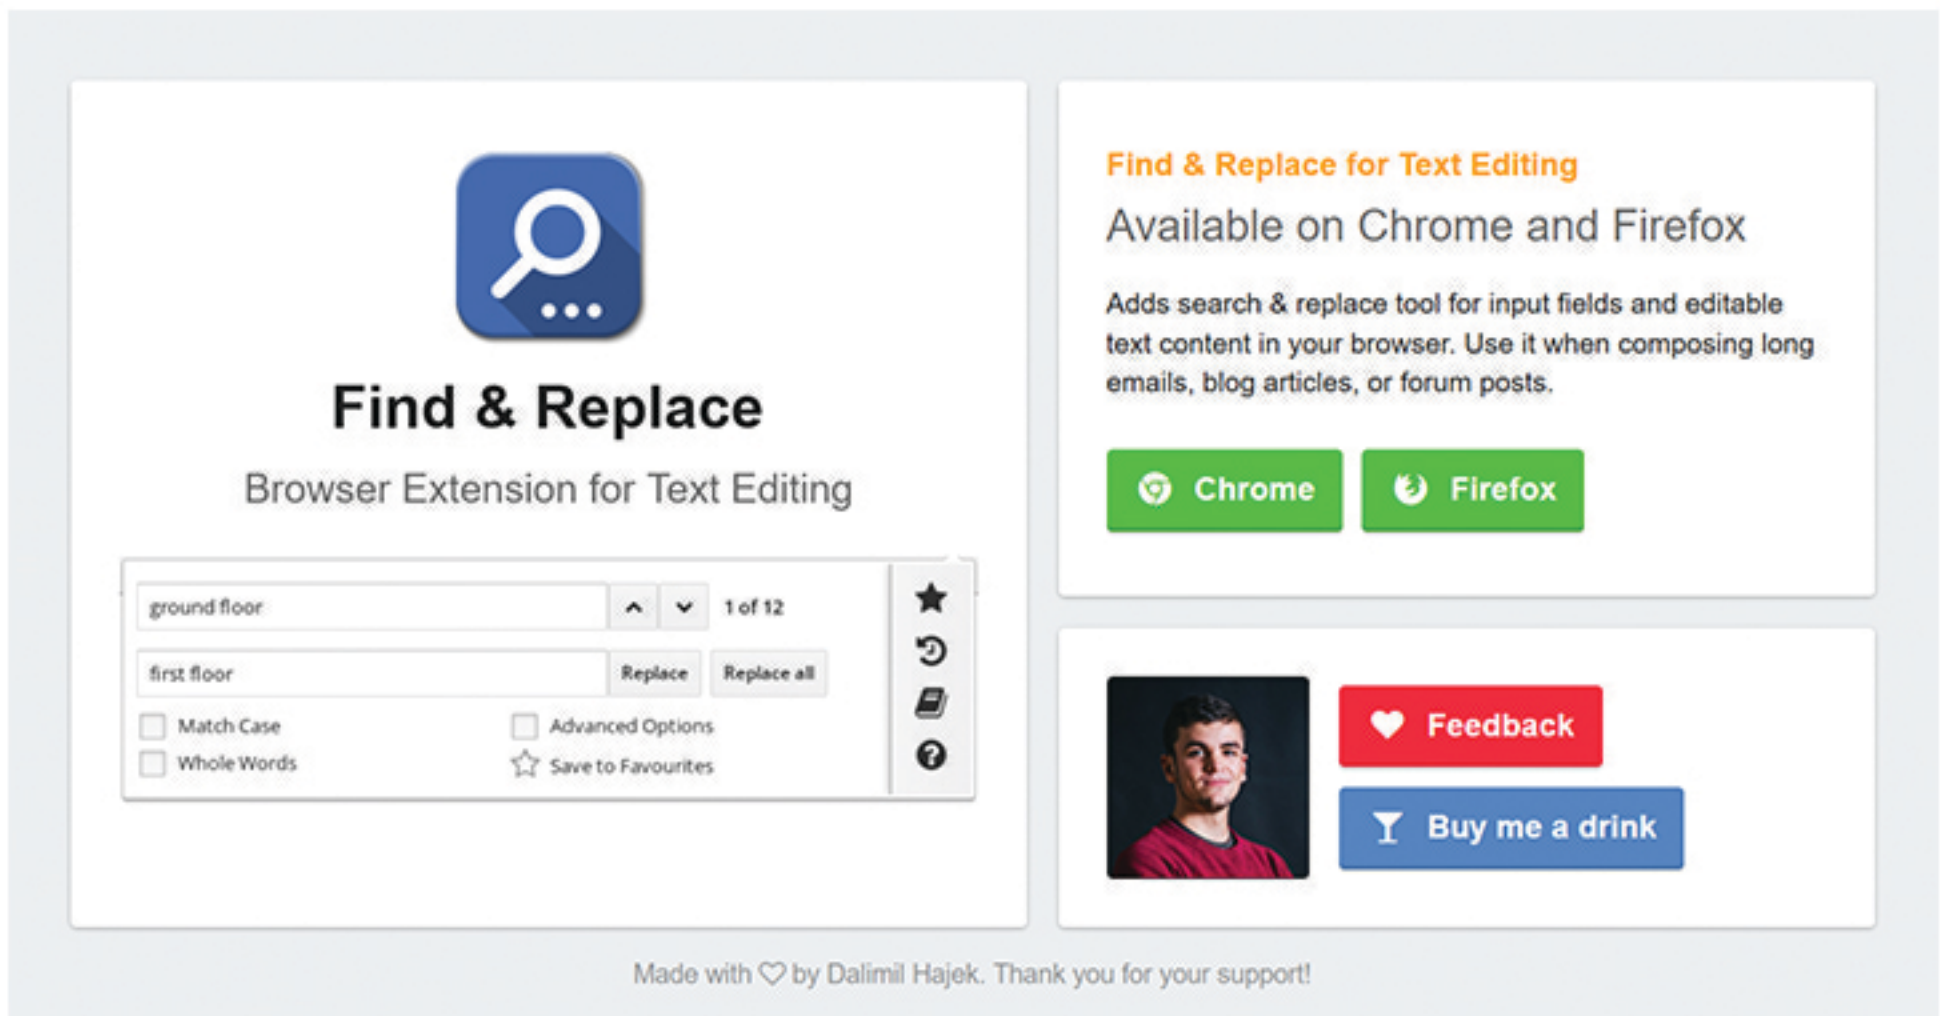 Find & Replace
Browser Extension for Text Editing
ground floor
1 of 12
first floor
Replace
Replace all
Match Case
Advanced Options
Whole Words
Save to Favourites
Find & Replace for Text Editing
Available on Chrome and Firefox
Adds search & replace tool for input fields and editable
text content in your browser. Use it when composing long
emails, blog articles, or forum posts.
Chrome
Firefox
Feedback
Buy me a drink
Made with ♡ by Dalimil Hajek. Thank you for your support!